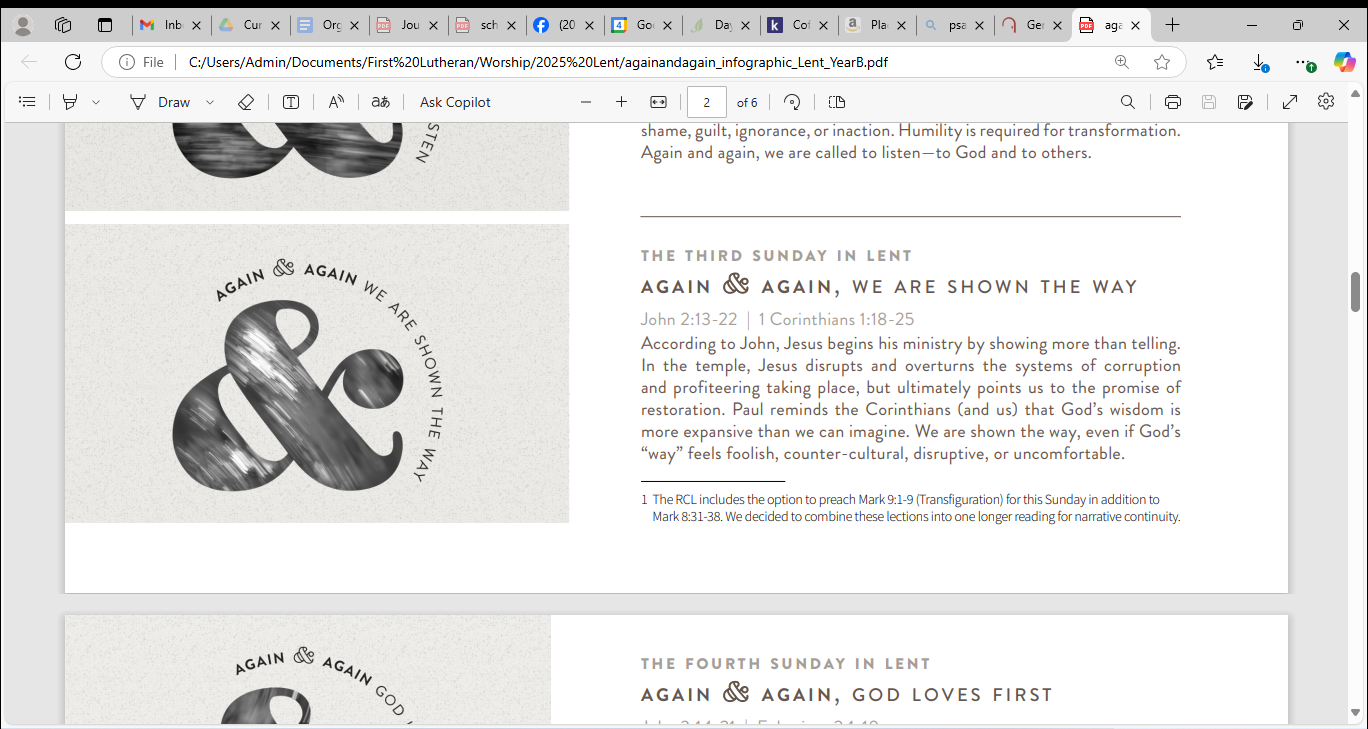 Inb
Cur
Org
Jou
sch
(20
Goo
Day
Cof
Pla
psa
Ger
aga
File
C:/Users/Admin/Documents/First%20Lutheran/Worship/2025%20Lent/againandagain_infographic_Lent_YearB.pdf
Draw
Ask Copilot
2 of 6
STEN
shame, guilt, ignorance, or inaction. Humility is required for transformation.
Again and again, we are called to listen—to God and to others.
AGAIN & AGAIN WE ARE SHOWN THE WAY
&
THE THIRD SUNDAY IN LENT
AGAIN & AGAIN, WE ARE SHOWN THE WAY
John 2:13-22 | 1 Corinthians 1:18-25
According to John, Jesus begins his ministry by showing more than telling.
In the temple, Jesus disrupts and overturns the systems of corruption
and profiteering taking place, but ultimately points us to the promise of
restoration. Paul reminds the Corinthians (and us) that God's wisdom is
more expansive than we can imagine. We are shown the way, even if God's
“way” feels foolish, counter-cultural, disruptive, or uncomfortable.
1 The RCL includes the option to preach Mark 9:1-9 (Transfiguration) for this Sunday in addition to
Mark 8:31-38. We decided to combine these lections into one longer reading for narrative continuity.
AGAIN & AGAIN GOD
THE FOURTH SUNDAY IN LENT
AGAIN & AGAIN, GOD LOVES FIRST